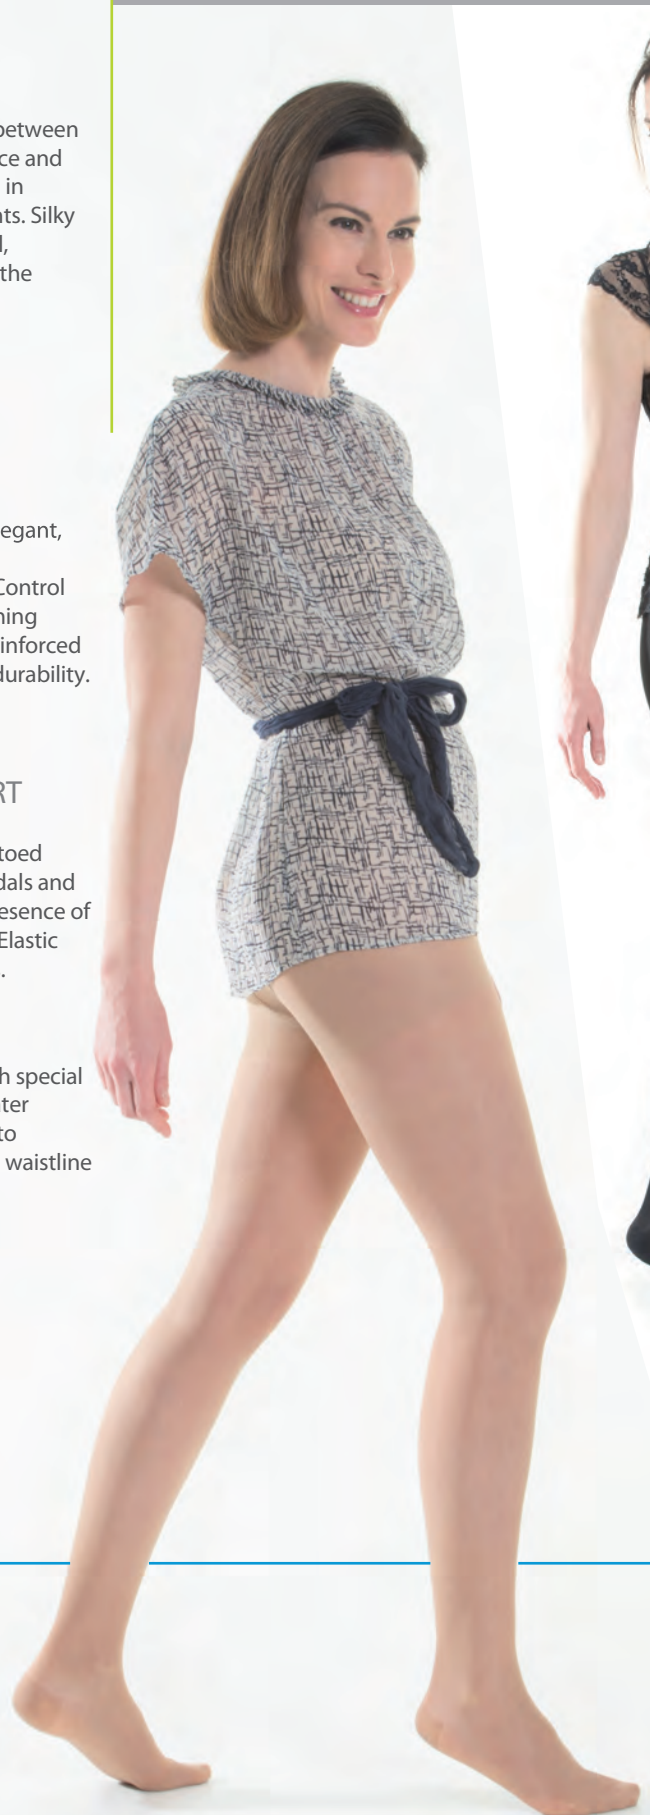 between
ce and
in
ts. Silky
l,
the
egant,
Control
ning
inforced
durability.
RT
toed
dals and
esence of
Elastic
.
h special
ter
to
waistline